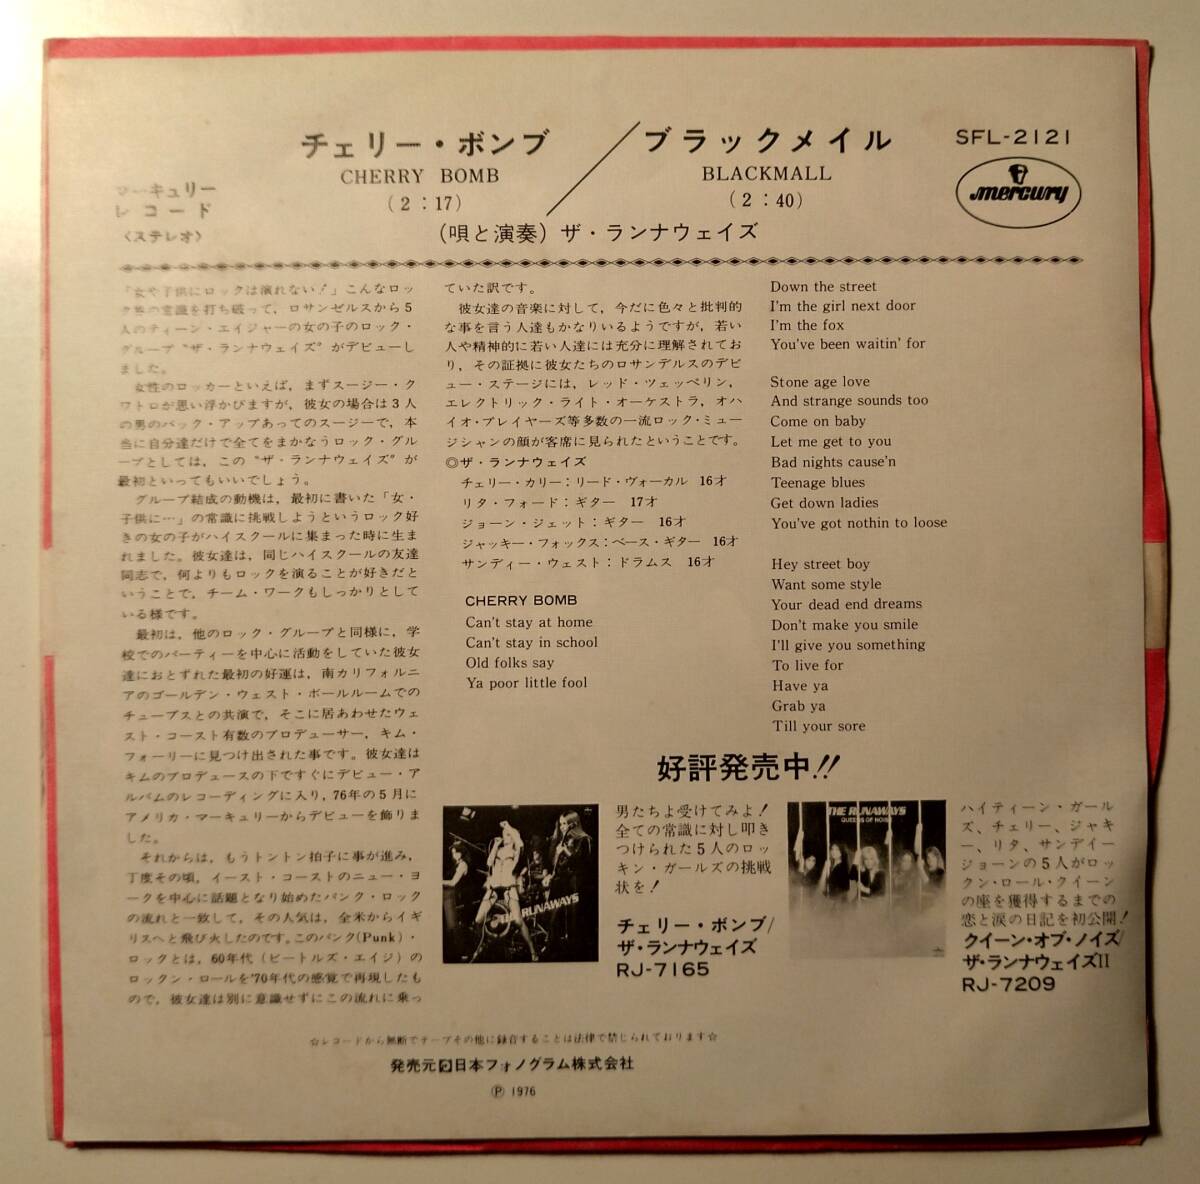 チェリー・ボンブ
CHERRY BOMB
(2:17)
ブラックメイル
BLACKMALL
(2:40)
(唄と演奏) ザ・ランナウェイズ
マーキュリー
レコード
〈ステレオ〉
SFL-2121
mercury
「女や子供にロックは演れない!」こんなロッ
ク界の常識を打ち破って,ロサンゼルスから5
人のティーン・エイジャーの女の子のロック・
グループ“ザ・ランナウェイズ”がデビューし
ました。
女性のロッカーといえば,まずスージー・ク
ワトロが思い浮かびますが,彼女の場合は3人
の男のバック・アップあってのスージーで,本
当に自分達だけで全てをまかなうロック・グル
ープとしては,この“ザ・ランナウェイズ”が
最初といってもいいでしょう。
グループ結成の動機は,最初に書いた「女・
子供に…」の常識に挑戦しようというロック好
きの女の子がハイスクールに集まった時に生ま
れました。彼女達は,同じハイスクールの友達
同志で,何よりもロックを演ることが好きだと
いうことで,チーム・ワークもしっかりとして
いる様です。
最初は,他のロック・グループと同様に,学
校でのパーティーを中心に活動をしていた彼女
達におとずれた最初の好運は,南カリフォルニ
アのゴールデン・ウェスト・ボールルームでの
チューブスとの共演で,そこに居あわせたウェ
スト・コースト有数のプロデューサー,キム・
フォーリーに見つけ出された事です。彼女達は
キムのプロデュースの下ですぐにデビュー・ア
ルバムのレコーディングに入り,76年の5月に
アメリカ・マーキュリーからデビューを飾りま
した。
それからは,もうトントン拍子に事が進み,
丁度その頃,イースト・コーストのニュー・ヨ
ークを中心に話題となり始めたパンク・ロック
の流れと一致して,その人気は,全米からイギ
リスへと飛び火したのです。このパンク(Punk)・
ロックとは,60年代(ビートルズ・エイジ)の
ロックン・ロールを'70年代の感覚で再現したも
ので,彼女達は別に意識せずにこの流れに乗っ
ていた訳です。
彼女達の音楽に対して,今だに色々と批判的
な事を言う人達もかなりいるようですが,若い
人や精神的に若い人達には充分に理解されてお
り,その証拠に彼女たちのロサンデルスのデビ
ュー・ステージには,レッド・ツェッペリン,
エレクトリック・ライト・オーケストラ,オハ
イオ・プレイヤーズ等多数の一流ロック・ミュー
ジシャンの顔が客席に見られたということです。
◎ザ・ランナウェイズ
チェリー・カリー:リード・ヴォーカル 16才
リタ・フォード:ギター 17才
ジョーン・ジェット:ギター 16才
ジャッキー・フォックス:ベース・ギター 16才
サンディー・ウェスト:ドラムス 16才
CHERRY BOMB
Can't stay at home
Can't stay in school
Old folks say
Ya poor little fool
Down the street
I'm the girl next door
I'm the fox
You've been waitin' for
Stone age love
And strange sounds too
Come on baby
Let me get to you
Bad nights cause'n
Teenage blues
Get down ladies
You've got nothin to loose
Hey street boy
Want some style
Your dead end dreams
Don't make you smile
I'll give you something
To live for
Have ya
Grab ya
Till your sore
好評発売中!!
THE RUNAWAYS
男たちよ受けてみよ!
全ての常識に対し叩き
つけられた5人のロッ
キン・ガールズの挑戦
状を!
チェリー・ボンブ/
ザ・ランナウェイズ
RJ-7165
THE RUNAWAYS
QUEENS OF NOISE
ハイティーン・ガール
ズ、チェリー、ジャキ
ー、リタ、サンデイー
ジョーンの5人がロッ
クン・ロール・クイーン
の座を獲得するまでの
恋と涙の日記を初公開!
クイーン・オブ・ノイズ/
ザ・ランナウェイズII
RJ-7209
☆レコードから無断でテープその他に録音することは法律で禁じられております☆
発売元 日本フォノグラム株式会社
Ⓟ 1976